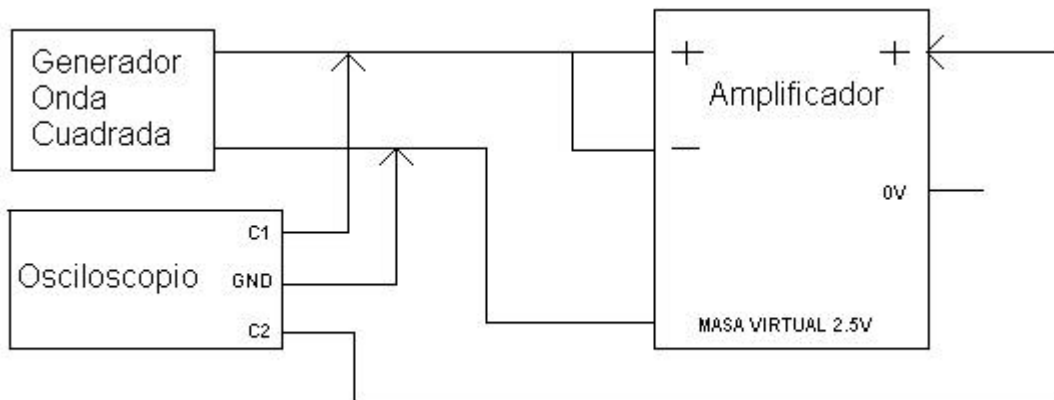 Generador
Onda
Cuadrada
+ +
Amplificador
−
0V
MASA VIRTUAL 2.5V
C1
Osciloscopio GND
C2